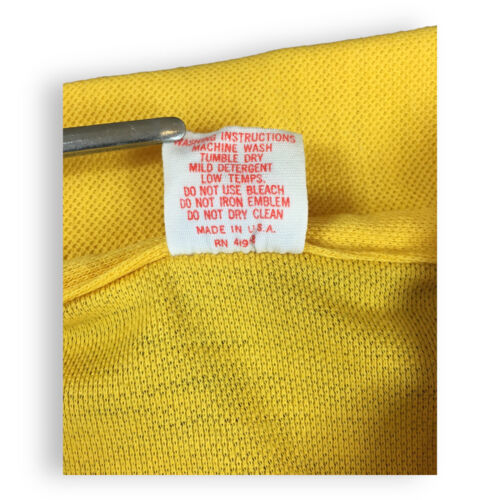 WASHING INSTRUCTIONS
MACHINE WASH
TUMBLE DRY
MILD DETERGENT
LOW TEMPS.
DO NOT USE BLEACH
DO NOT IRON EMBLEM
DO NOT DRY CLEAN
MADE IN U.S.A.
RN